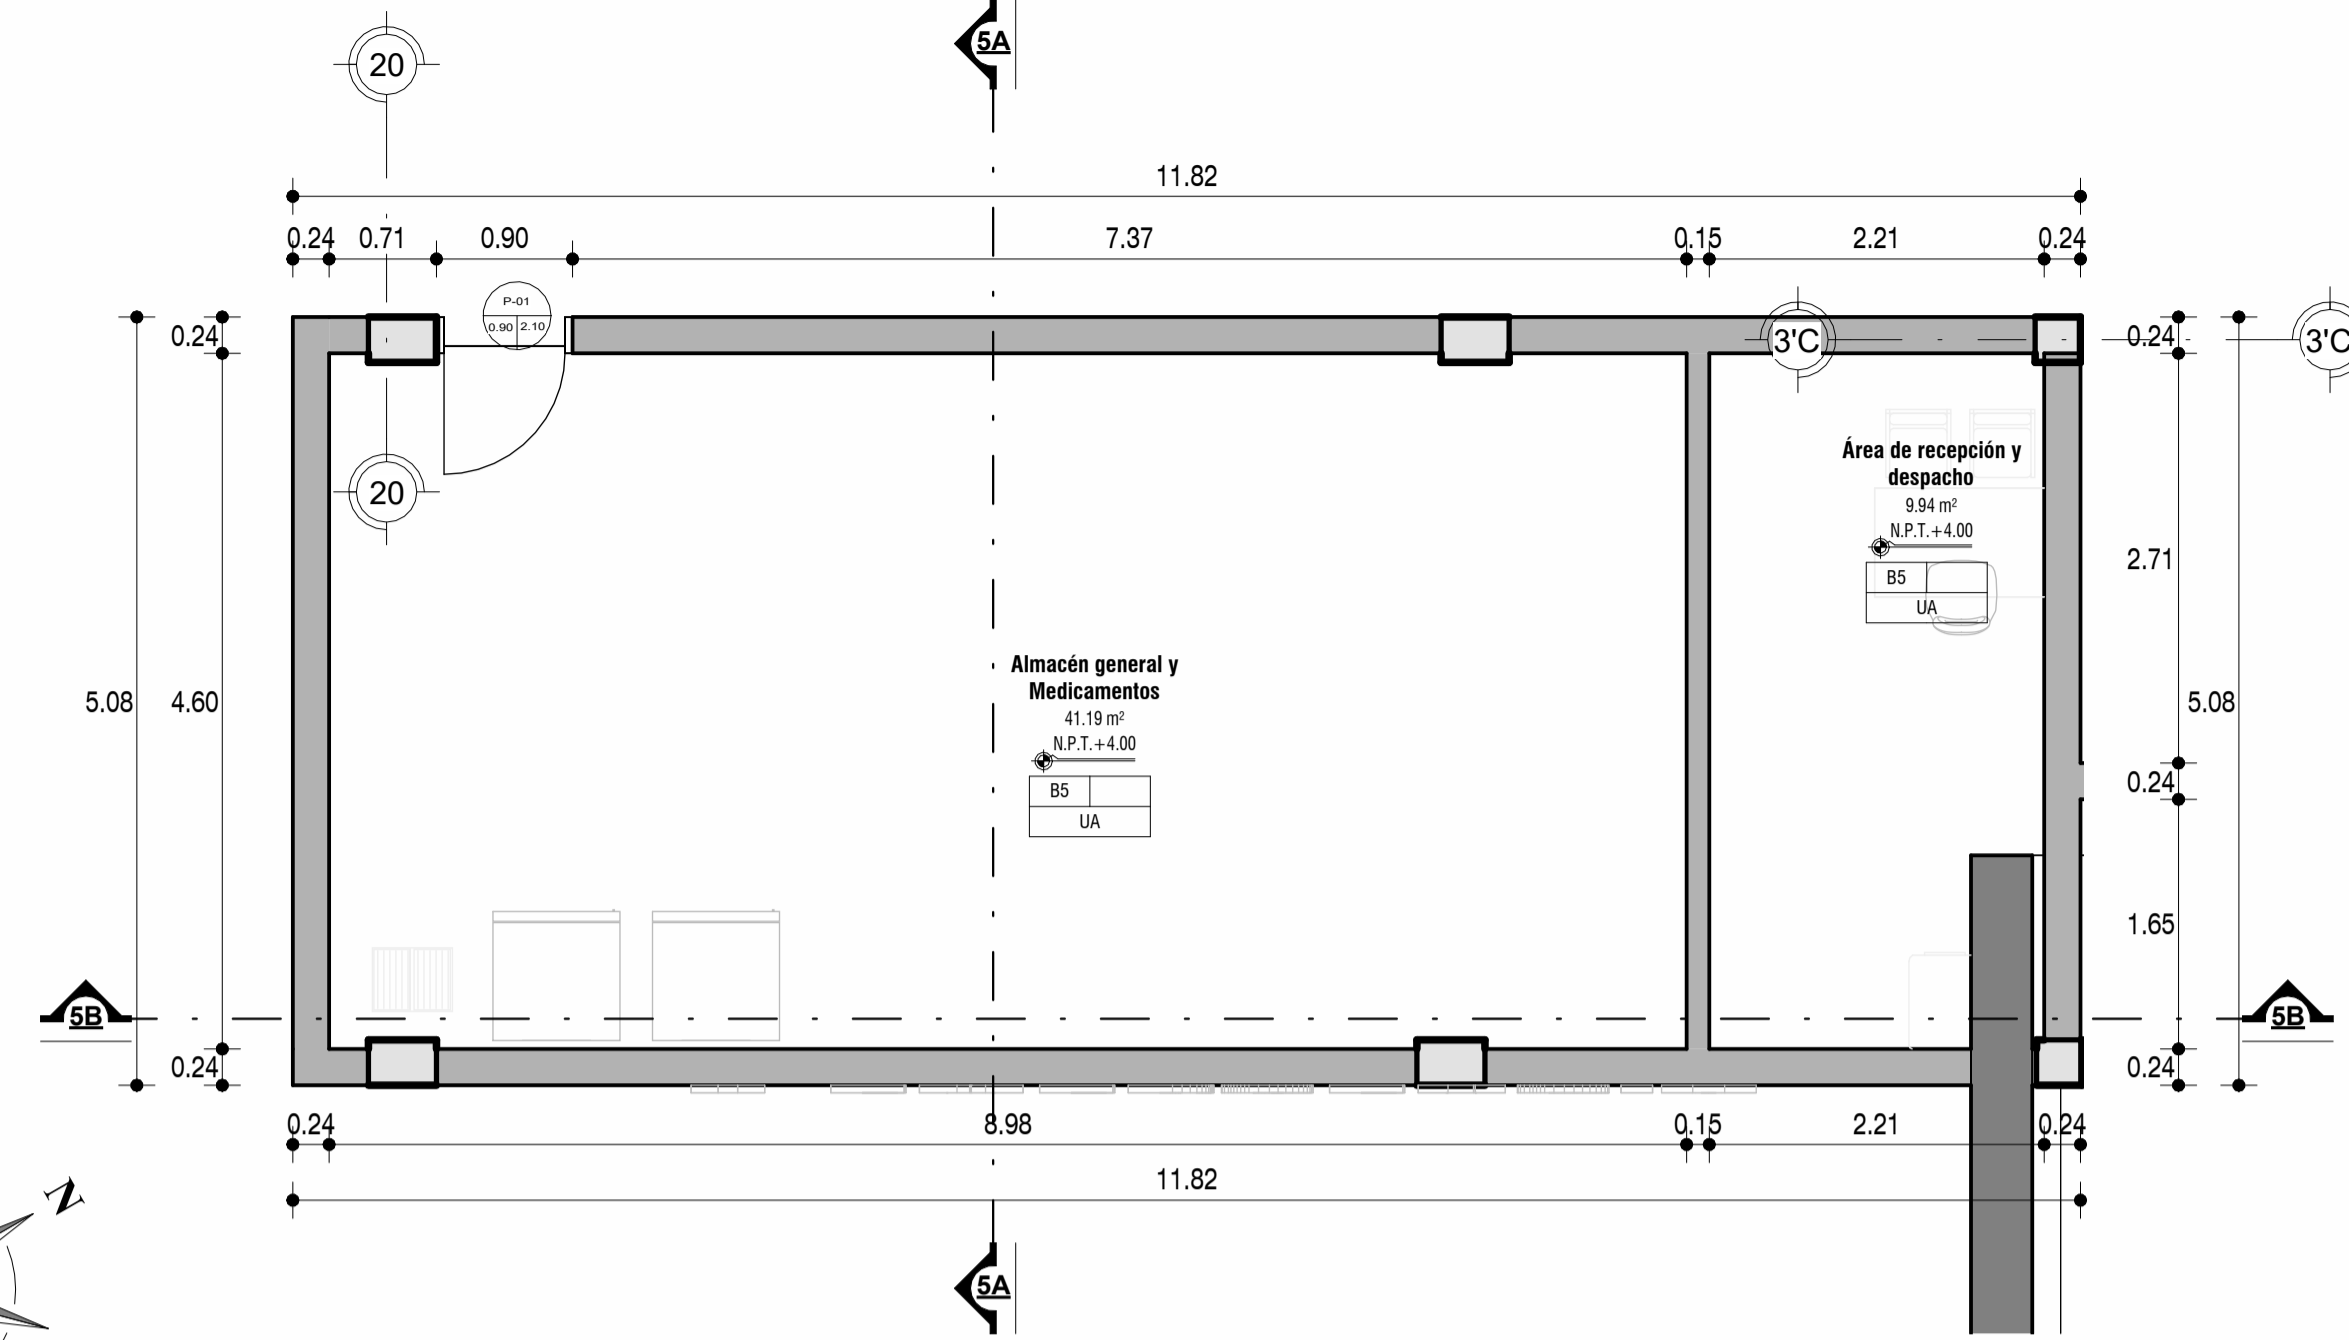 5A
20
11.82
0.24 0.71 0.90 7.37 0.15 2.21 0.24
P-01
0.90 2.10
0.24 3'C 0.24 3'C
Área de recepción y
despacho
9.94 m²
N.P.T.+4.00
B5
UA
20
2.71
Almacén general y
Medicamentos
41.19 m²
N.P.T.+4.00
B5
UA
5.08 4.60 5.08
0.24
1.65
5B 5B
0.24 0.24
0.24 8.98 0.15 2.21 0.24
11.82
N
5A